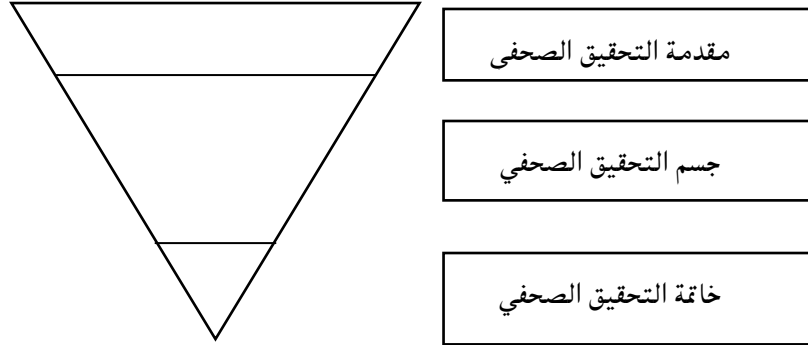 مقدمة التحقيق الصحفى
جسم التحقيق الصحفي
خاتمة التحقيق الصحفي